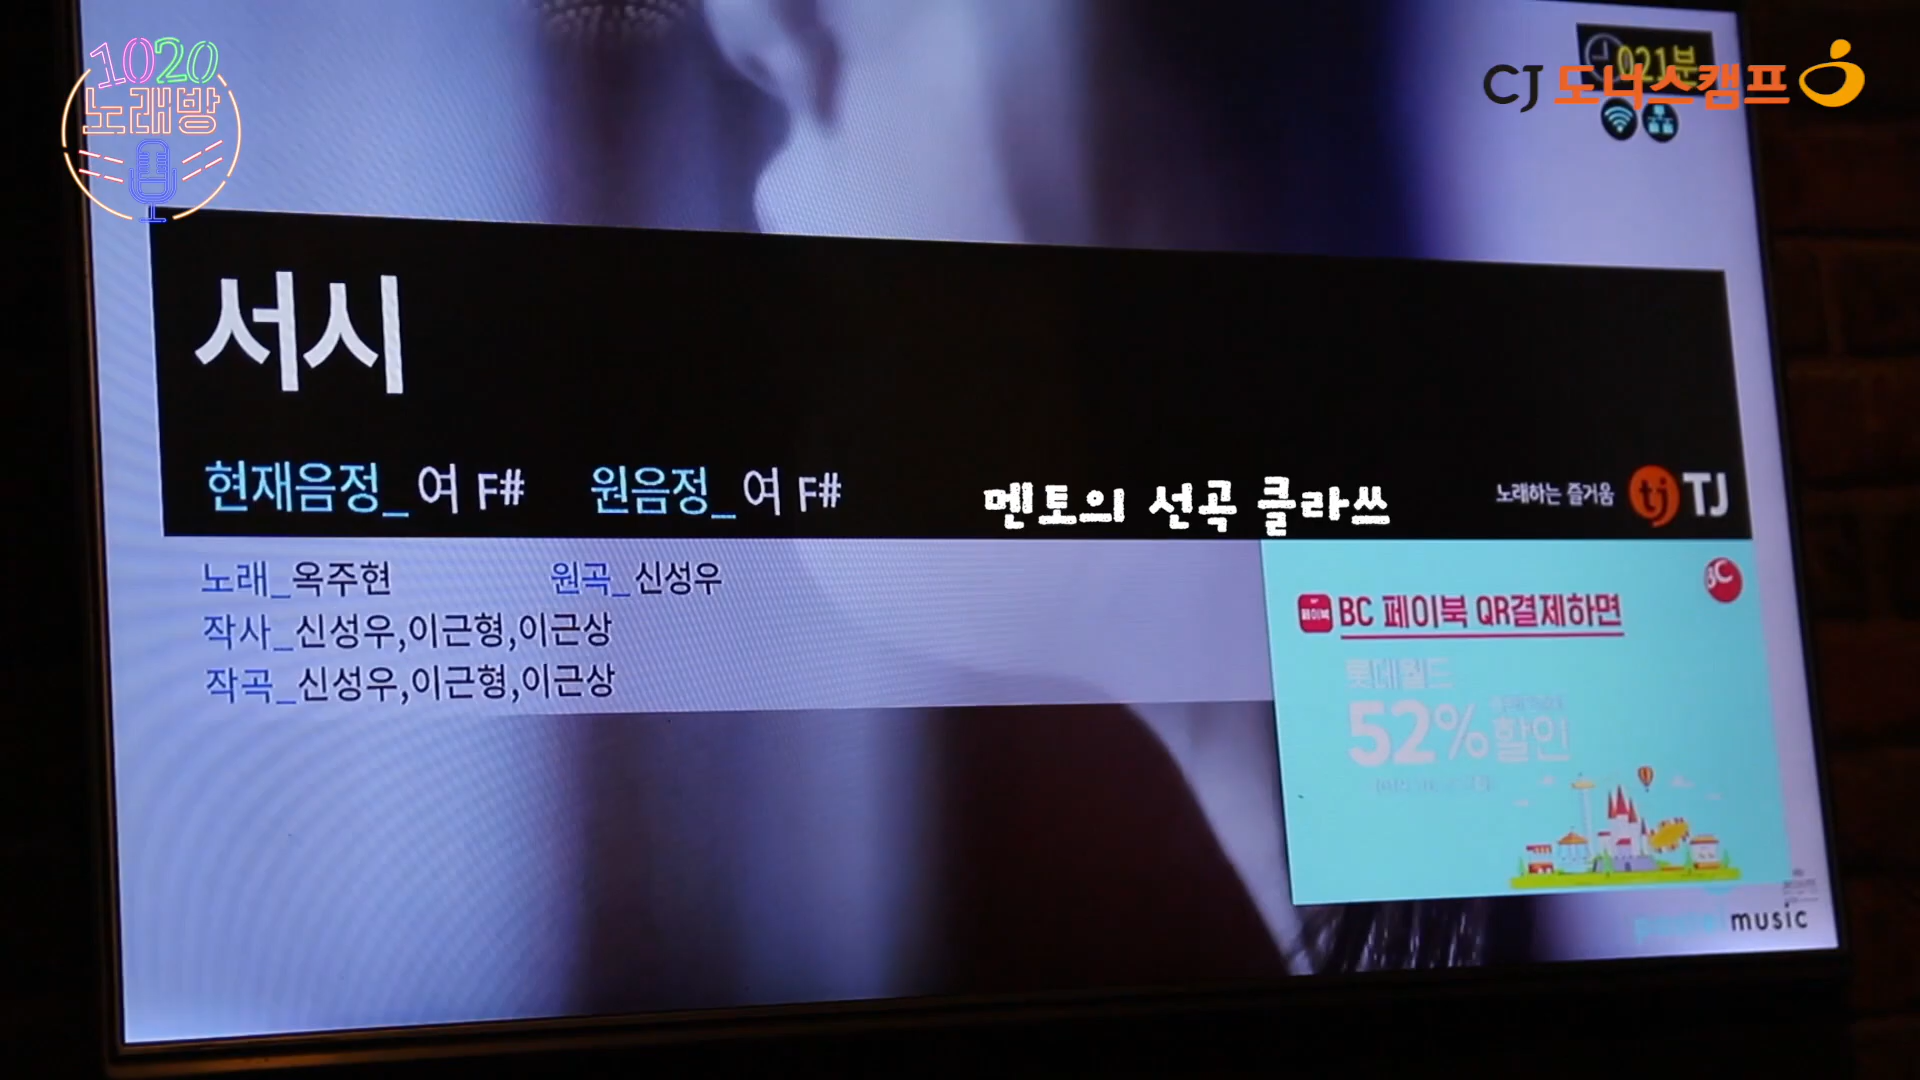 1020
노래방
021분
CJ 도너스캠프
서시
현재음정_여 F# 원음정_여 F#
멘토의 선곡 클라쓰
노래하는 즐거움 tj TJ
노래_옥주현 원곡_신성우
작사_신성우,이근형,이근상
작곡_신성우,이근형,이근상
BC
페이북 BC 페이북 QR결제하면
롯데월드
52% 할인
music